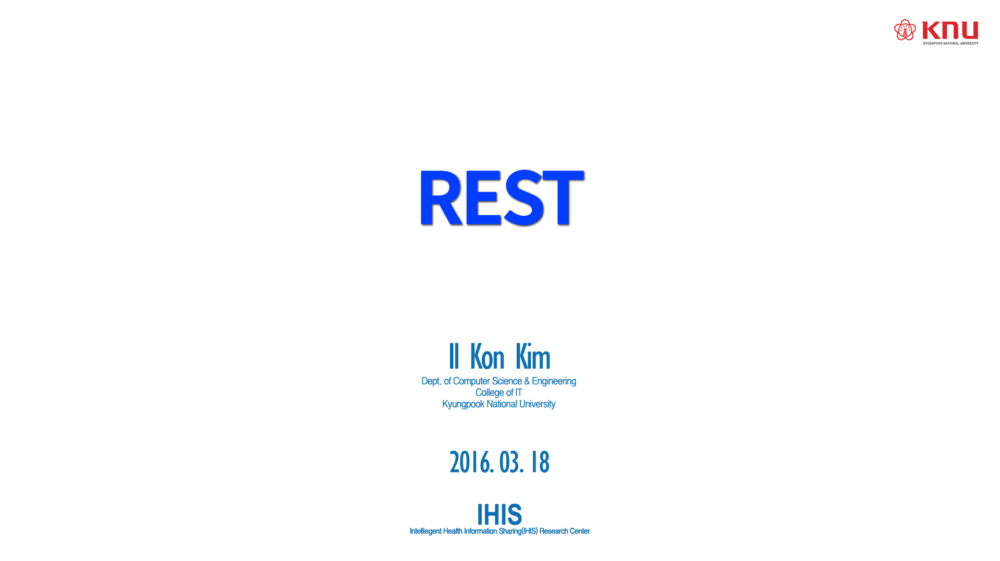 KNU
KYUNGPOOK NATIONAL UNIVERSITY
REST
Il Kon Kim
Dept. of Computer Science & Engineering
College of IT
Kyungpook National University
2016. 03. 18
IHIS
Intelliegent Health Information Sharing(IHIS) Research Center